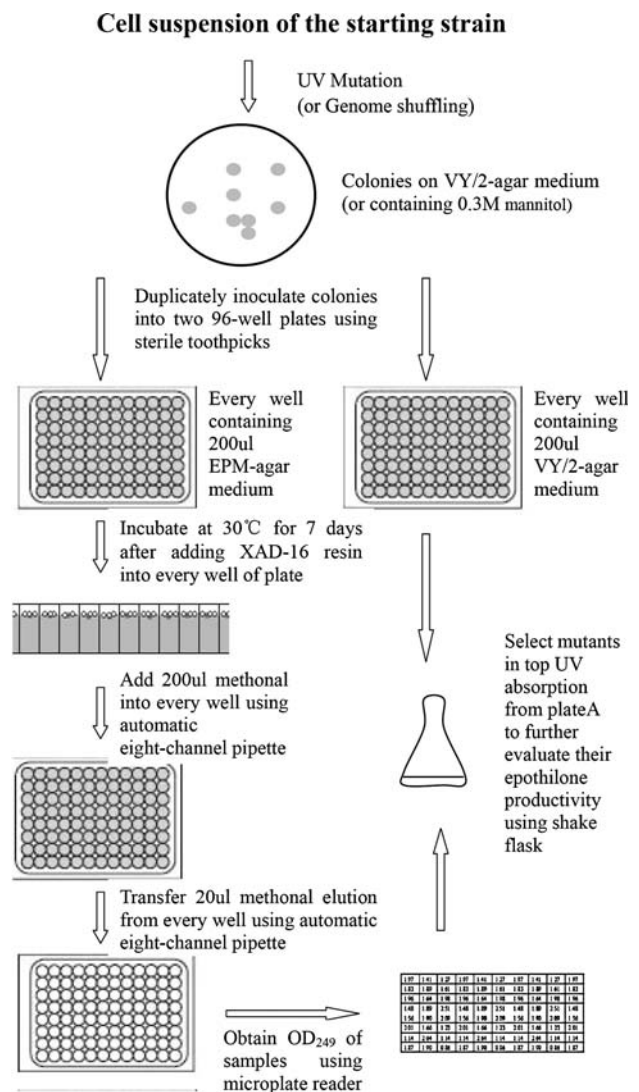 Cell suspension of the starting strain
UV Mutation
(or Genome shuffling)
Colonies on VY/2-agar medium
(or containing 0.3M mannitol)
Duplicately inoculate colonies
into two 96-well plates using
sterile toothpicks
Every well
containing
200ul
EPM-agar
medium
Every well
containing
200ul
VY/2-agar
medium
Incubate at 30℃ for 7 days
after adding XAD-16 resin
into every well of plate
Select mutants
in top UV
absorption
from plateA
to further
evaluate their
epothilone
productivity
using shake
flask
Add 200ul methonal
into every well using
automatic
eight-channel pipette
Transfer 20ul methonal elution
from every well using automatic
eight-channel pipette
Obtain OD249 of
samples using
microplate reader